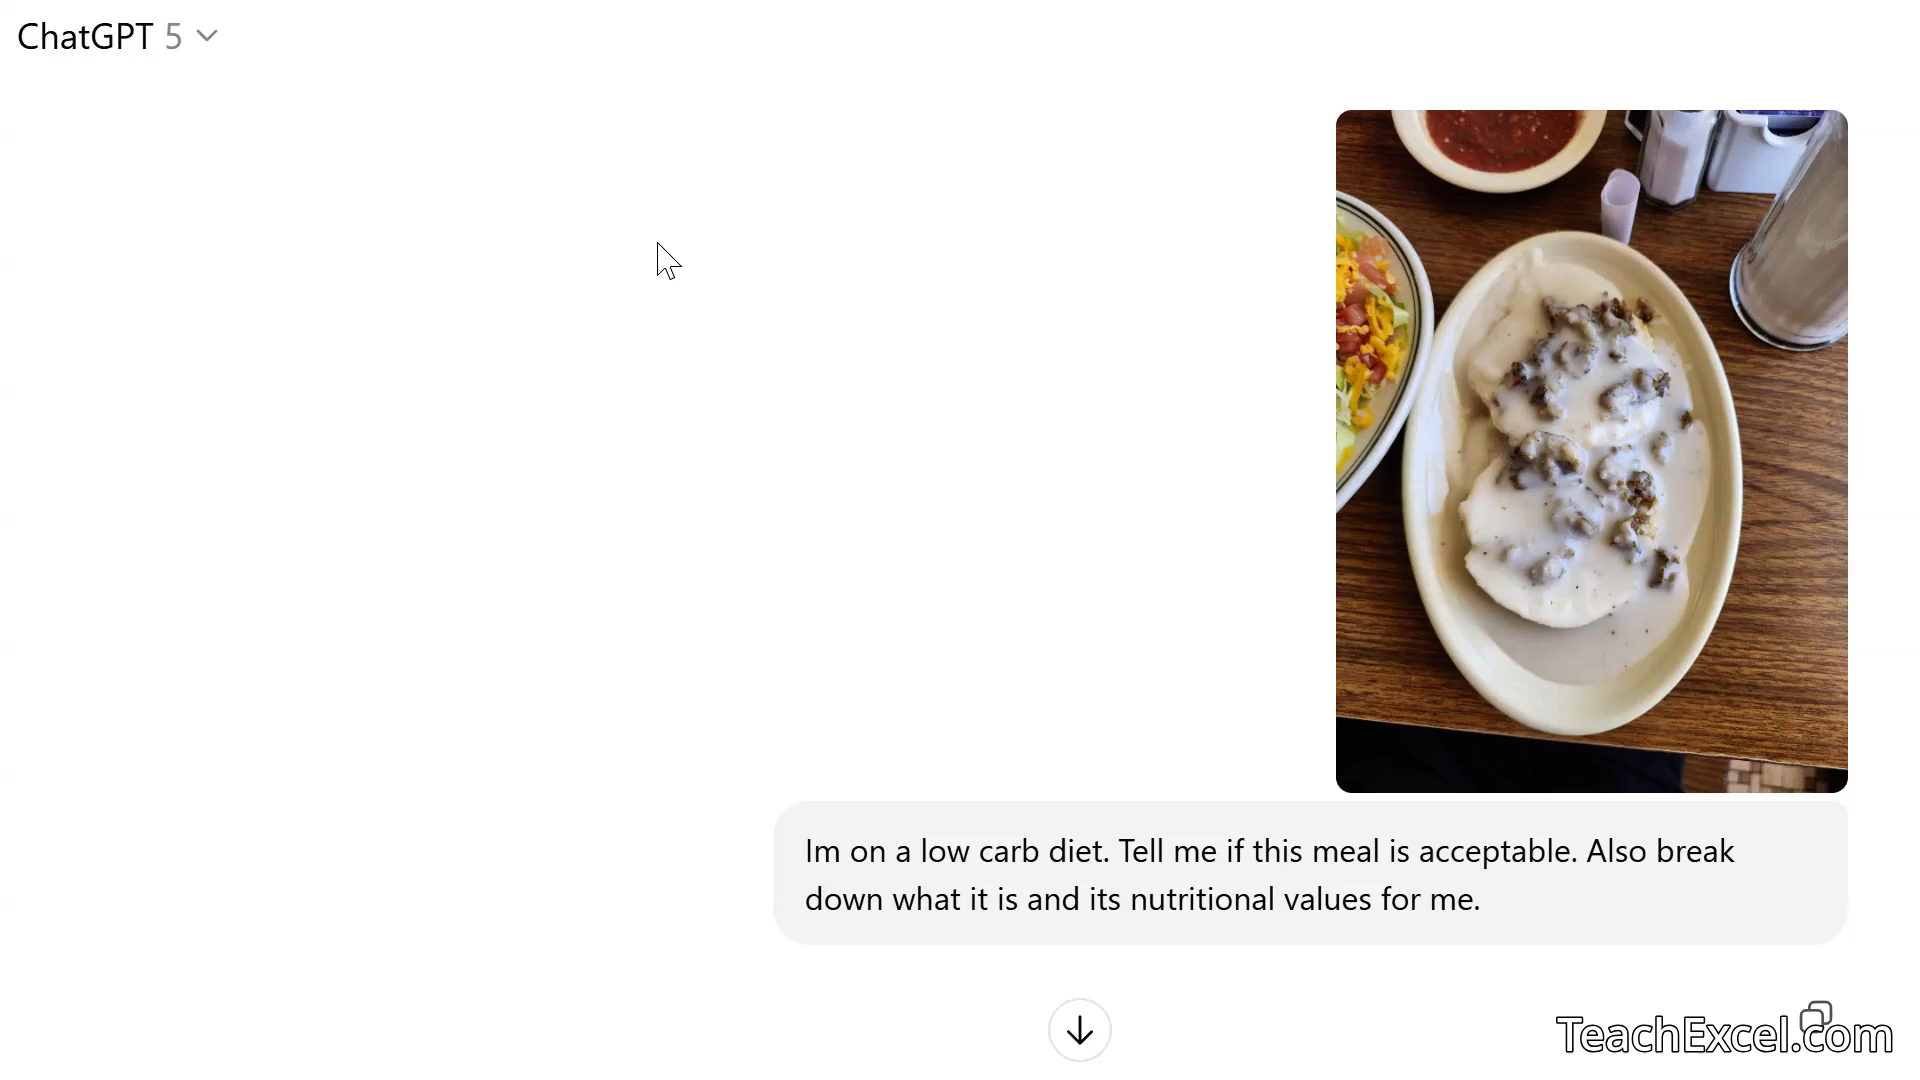 ChatGPT 5
Im on a low carb diet. Tell me if this meal is acceptable. Also break
down what it is and its nutritional values for me.
TeachExcel.com